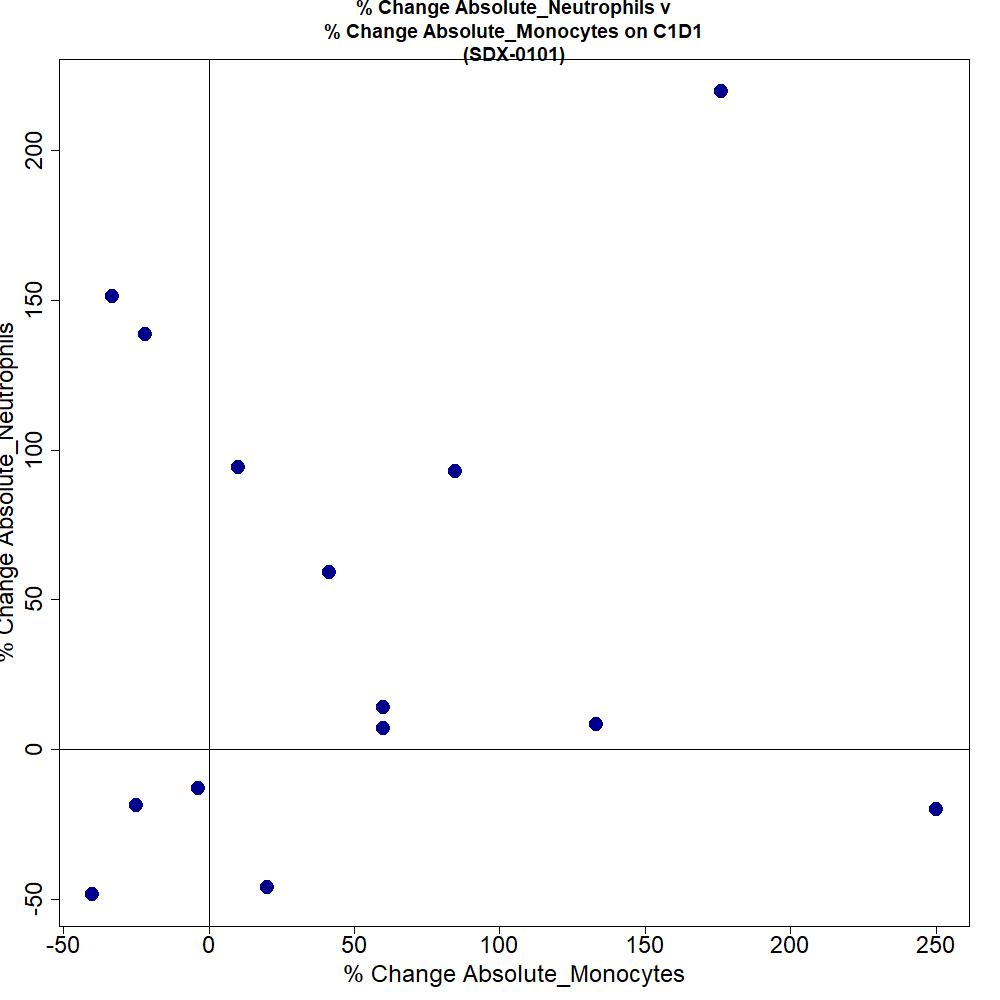 % Change Absolute_Neutrophils v
% Change Absolute_Monocytes on C1D1
(SDX-0101)
% Change Absolute_Neutrophils
200
150
100
50
0
-50
-50 0 50 100 150 200 250
% Change Absolute_Monocytes